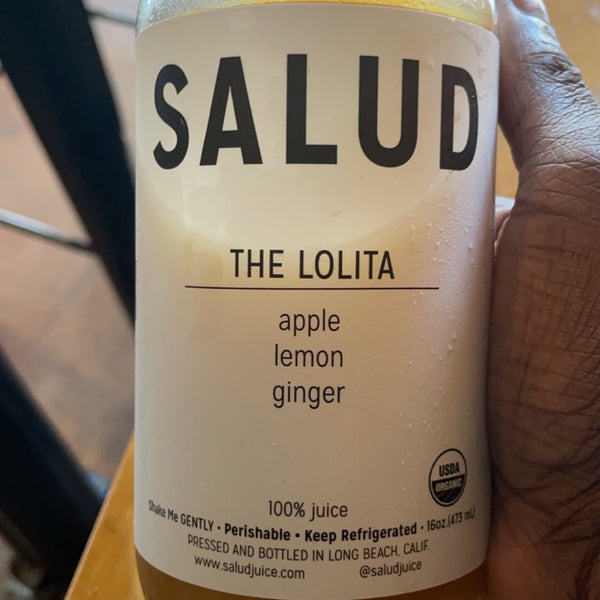 SALUD
THE LOLITA
apple
lemon
ginger
USDA
ORGANIC
100% juice
Shake Me GENTLY • Perishable • Keep Refrigerated • 16oz.(473 mL)
PRESSED AND BOTTLED IN LONG BEACH, CALIF.
www.saludjuice.com @saludjuice